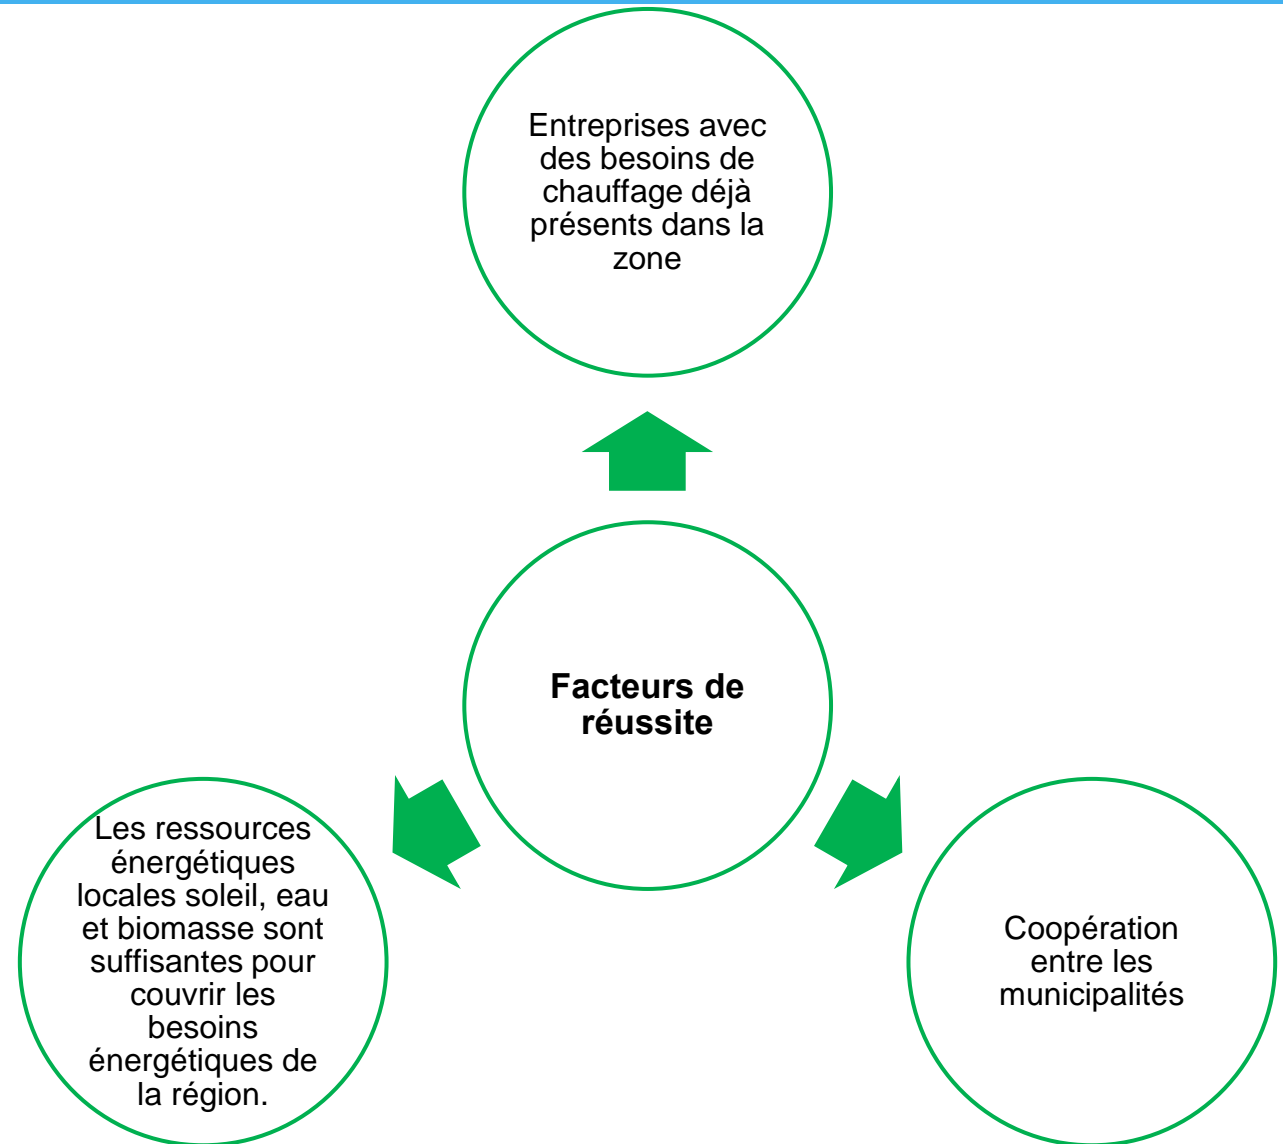 Entreprises avec
des besoins de
chauffage déjà
présents dans la
zone
Facteurs de
réussite
Les ressources
énergétiques
locales soleil, eau
et biomasse sont
suffisantes pour
couvrir les
besoins
énergétiques de
la région.
Coopération
entre les
municipalités